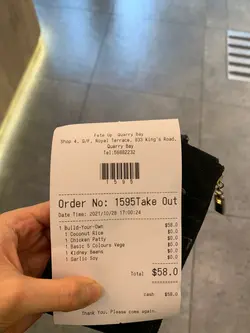 Fete Up Quarry Bay
Shop 4, G/F, Royal Terrace, 933 King's Road,
Quarry Bay
Tel:59882232
1595
Order No: 1595Take Out
Date Time: 2021/10/28 17:00:24
1 Build-Your-Own $58.0
1 Coconut Rice $0.0
1 Chicken Patty $0.0
1 Basic 5 Colours Vege $0.0
1 Kidney Beans $0.0
1 Garlic Soy $0.0
Total $58.0
Cash $58.0
Thank You. Please come again.